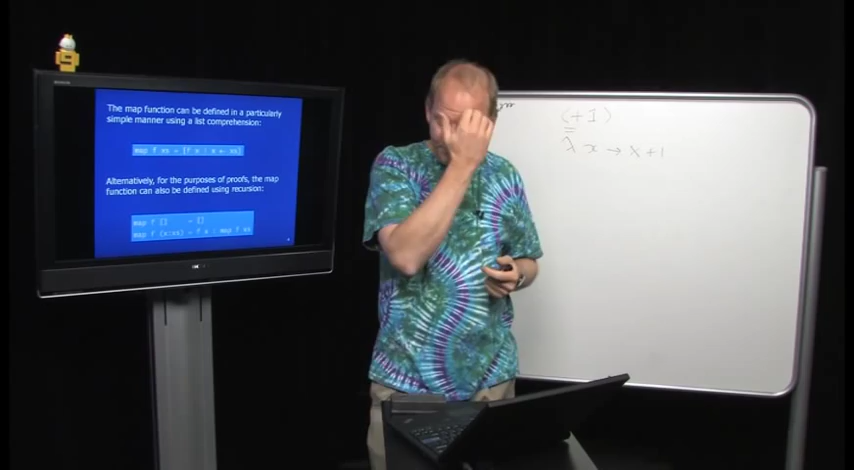 The map function can be defined in a particularly
simple manner using a list comprehension:
map f xs = [f x | x <- xs]
Alternatively, for the purposes of proofs, the map
function can also be defined using recursion:
map f [] = []
map f (x:xs) = f x : map f xs
(+1)
=
λ x → x+1